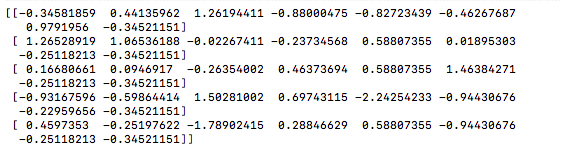 [[-0.34581859 0.44135962 1.26194411 -0.88000475 -0.82723439 -0.46267687
0.9791956 -0.34521151]
[ 1.26528919 1.06536188 -0.02267411 -0.23734568 0.58807355 0.01895303
-0.25118213 -0.34521151]
[ 0.16680661 0.0946917 -0.26354002 0.46373694 0.58807355 1.46384271
-0.25118213 -0.34521151]
[-0.93167596 -0.59864414 1.50281002 0.69743115 -2.24254233 -0.94430676
-0.22959656 -0.34521151]
[ 0.4597353 -0.25197622 -1.78902415 0.28846629 0.58807355 -0.94430676
-0.25118213 -0.34521151]]